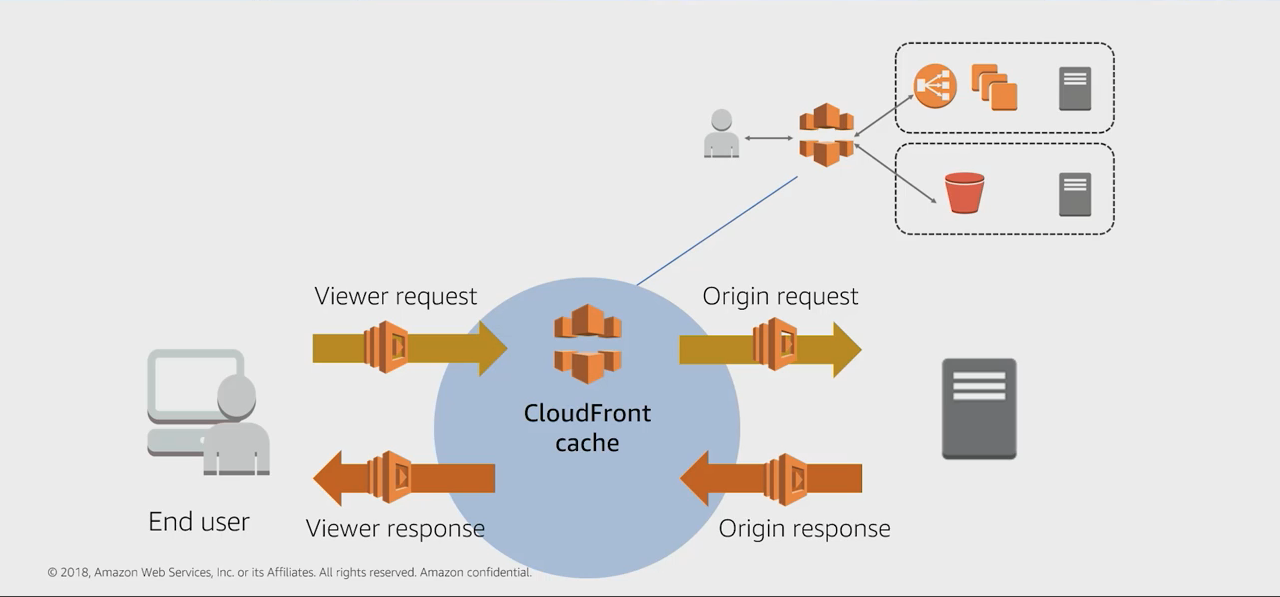 Viewer request
Origin request
CloudFront
cache
End user
Viewer response
Origin response
© 2018, Amazon Web Services, Inc. or its Affiliates. All rights reserved. Amazon confidential.